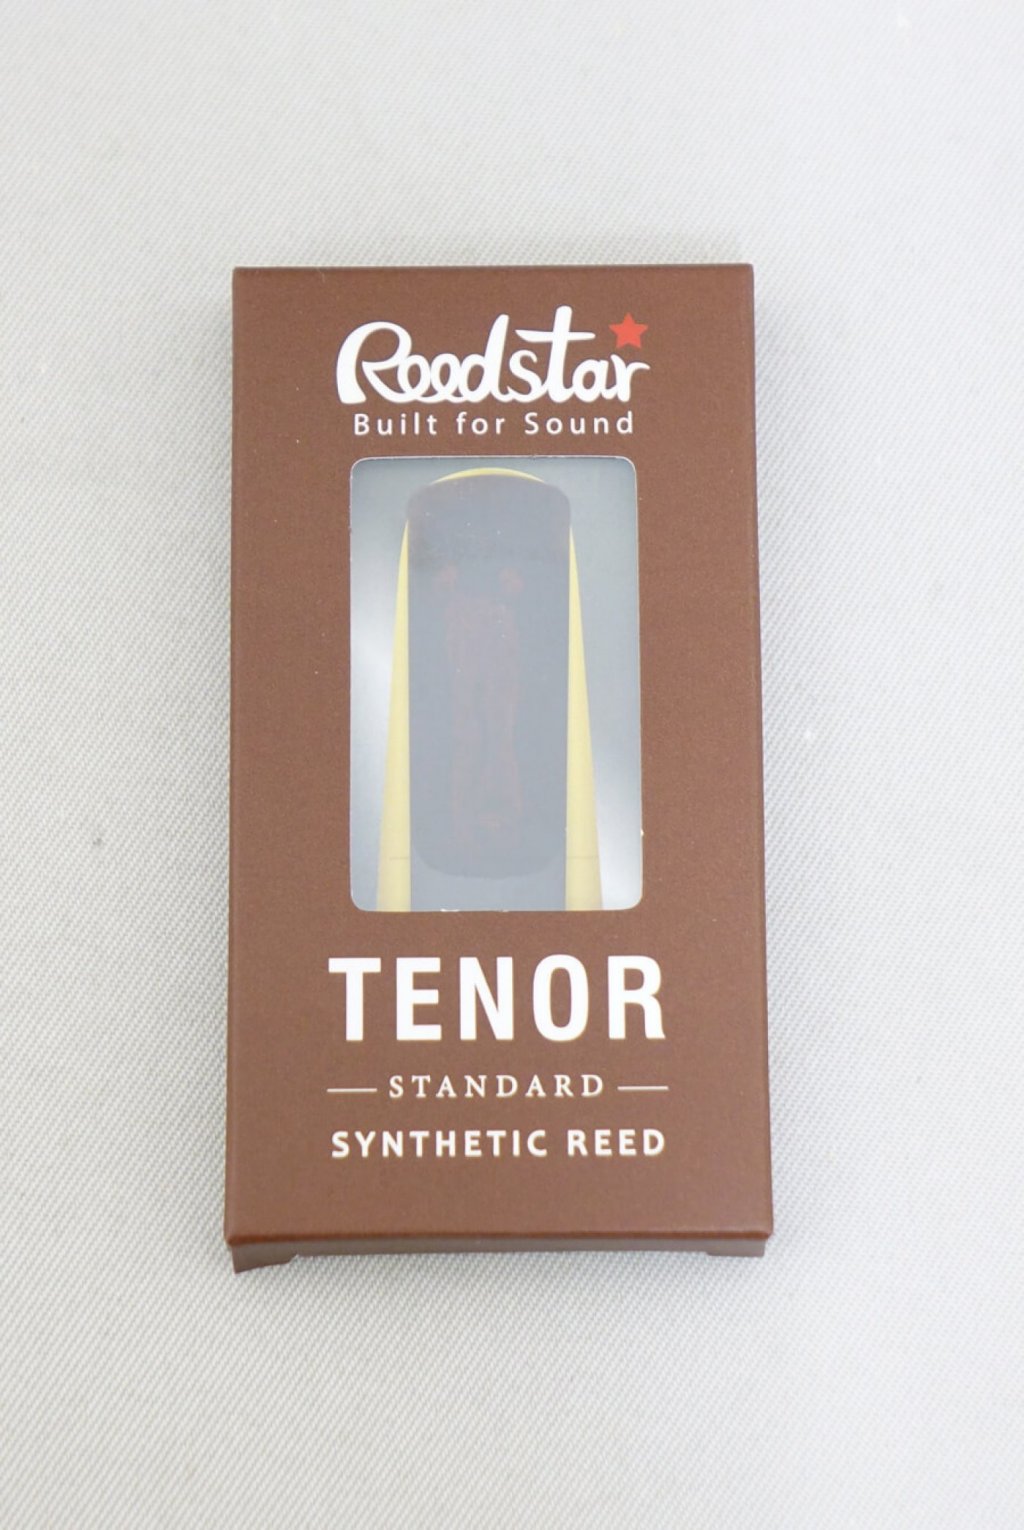 Reedstar
Built for Sound
TENOR
STANDARD
SYNTHETIC REED